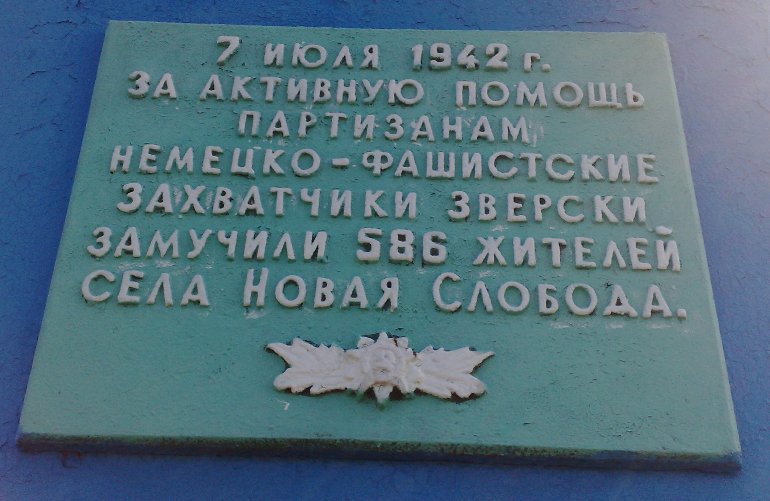 7 ИЮЛЯ 1942 Г.
ЗА АКТИВНУЮ ПОМОЩЬ
ПАРТИЗАНАМ
НЕМЕЦКО-ФАШИСТСКИЕ
ЗАХВАТЧИКИ ЗВЕРСКИ
ЗАМУЧИЛИ 586 ЖИТЕЛЕЙ
СЕЛА НОВАЯ СЛОБОДА.